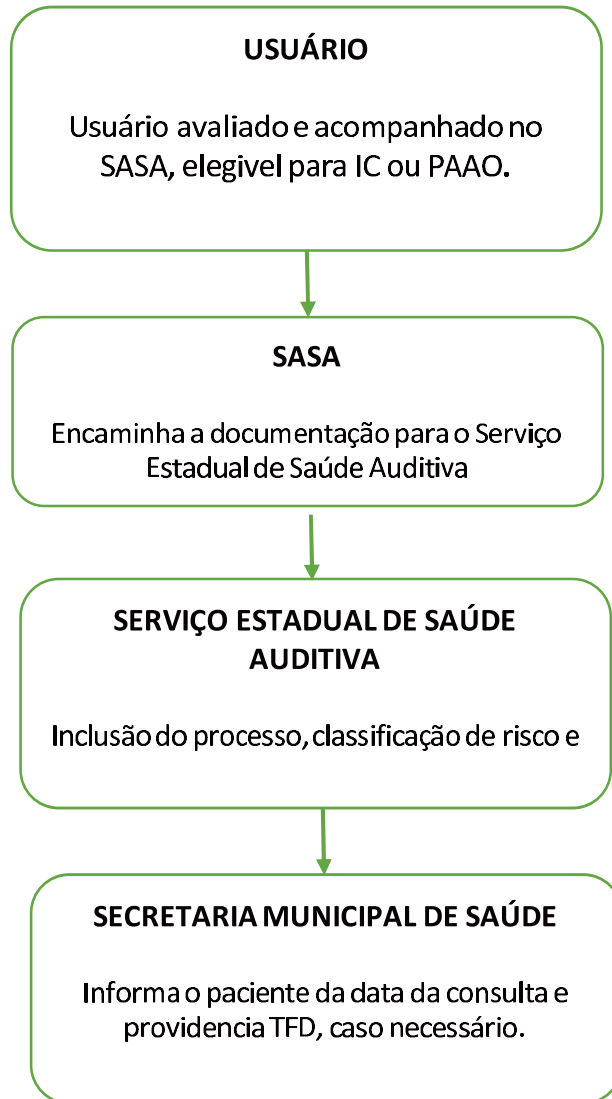 USUÁRIO
Usuário avaliado e acompanhado no
SASA, elegivel para IC ou PAAO.
SASA
Encaminha a documentação para o Serviço
Estadual de Saúde Auditiva
SERVIÇO ESTADUAL DE SAÚDE
AUDITIVA
Inclusão do processo, classificação de risco e
SECRETARIA MUNICIPAL DE SAÚDE
Informa o paciente da data da consulta e
providencia TFD, caso necessário.